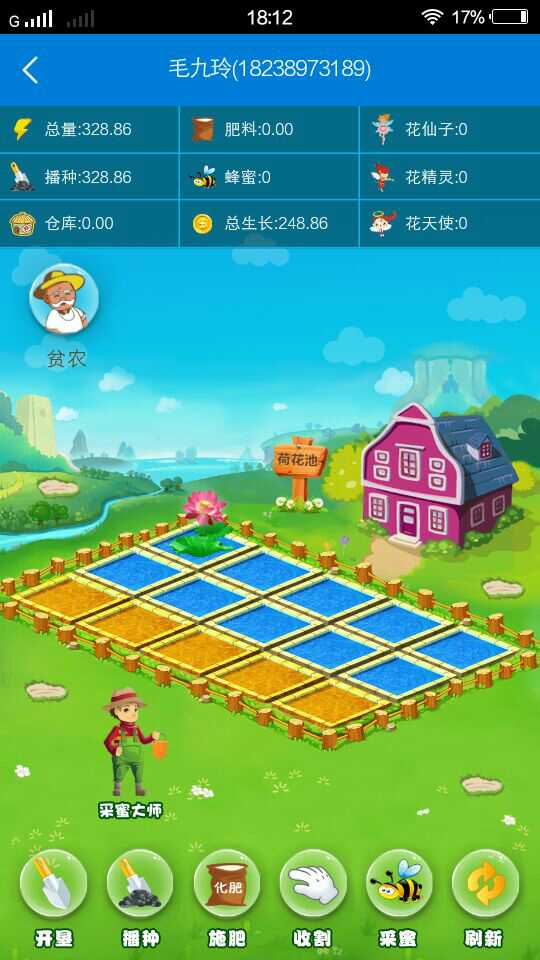 G 18:12 17%
毛九玲(18238973189)
总量:328.86 肥料:0.00 花仙子:0
播种:328.86 蜂蜜:0 花精灵:0
仓库:0.00 总生长:248.86 花天使:0
贫农
荷花池
采蜜大师
化肥
开垦 播种 施肥 收割 采蜜 刷新